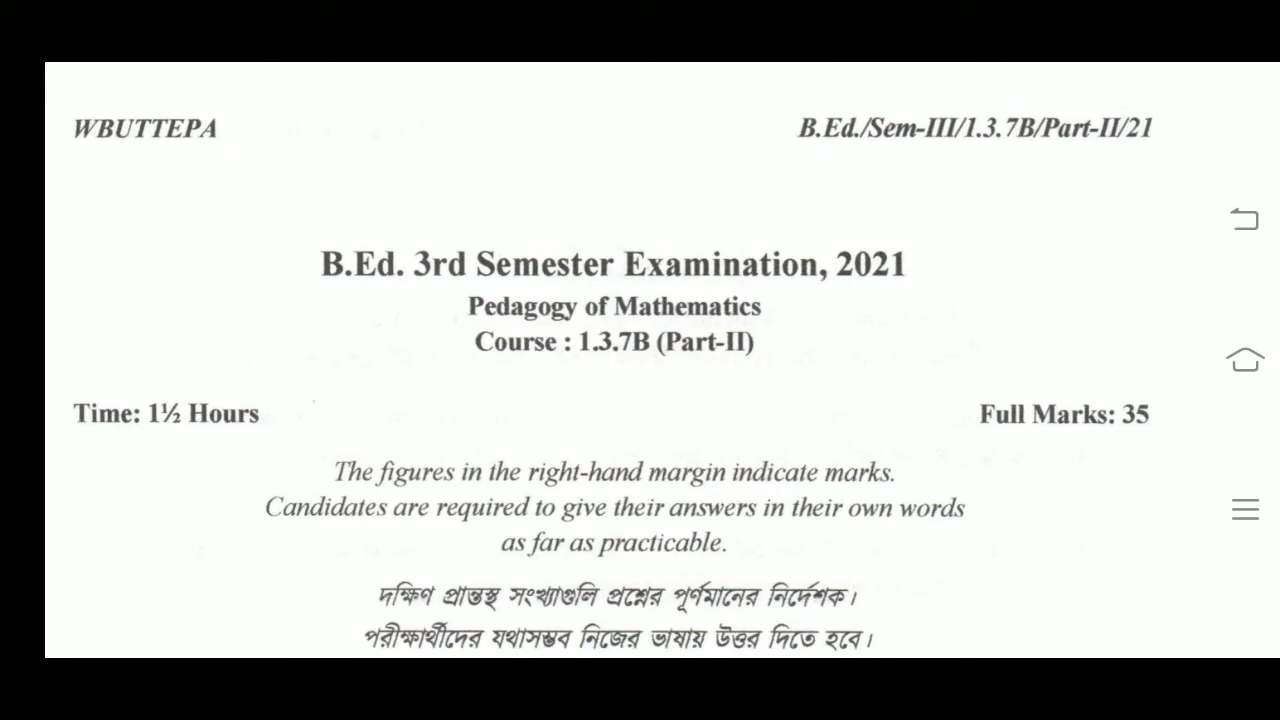 WBUTTEPA B.Ed./Sem-III/1.3.7B/Part-II/21
B.Ed. 3rd Semester Examination, 2021
Pedagogy of Mathematics
Course : 1.3.7B (Part-II)
Time: 1½ Hours Full Marks: 35
The figures in the right-hand margin indicate marks.
Candidates are required to give their answers in their own words
as far as practicable.
দক্ষিণ প্রান্তস্থ সংখ্যাগুলি প্রশ্নের পূর্ণমানের নির্দেশক।
পরীক্ষার্থীদের যথাসম্ভব নিজের ভাষায় উত্তর দিতে হবে।